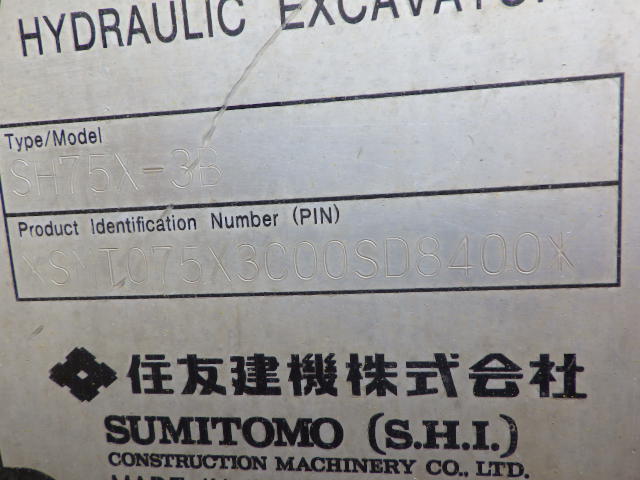 HYDRAULIC EXCAVATOR
Type/Model
SH75X-3B
Product Identification Number (PIN)
住友建機株式会社
SUMITOMO (S.H.I.)
CONSTRUCTION MACHINERY CO., LTD.